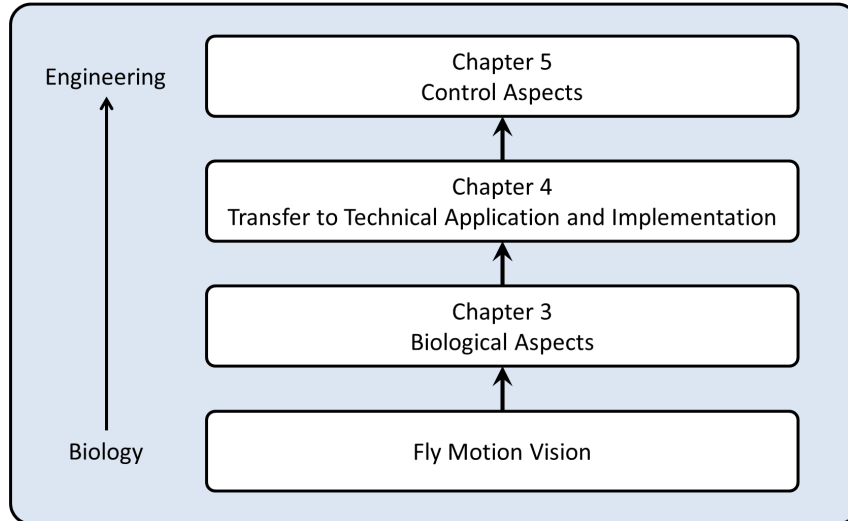 Engineering
Chapter 5
Control Aspects
Chapter 4
Transfer to Technical Application and Implementation
Chapter 3
Biological Aspects
Biology
Fly Motion Vision